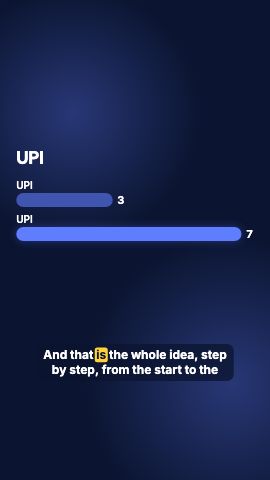 UPI
UPI
3
UPI
7
And that is the whole idea, step
by step, from the start to the